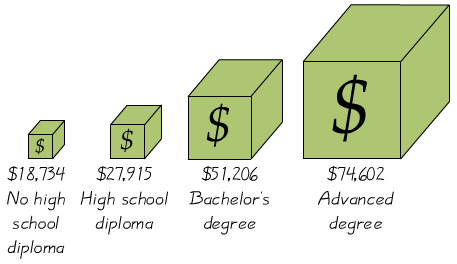 $ $ $ $
$18,734 $27,915 $51,206 $74,602
No high High school Bachelor's Advanced
school diploma degree degree
diploma